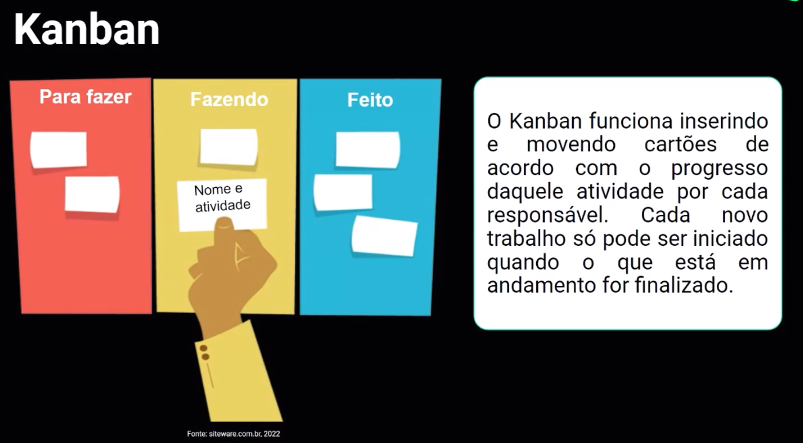 Kanban
Para fazer
Fazendo
Feito
Nome e
atividade
O Kanban funciona inserindo
e movendo cartões de
acordo com o progresso
daquele atividade por cada
responsável. Cada novo
trabalho só pode ser iniciado
quando o que está em
andamento for finalizado.
Fonte: siteware.com.br, 2022